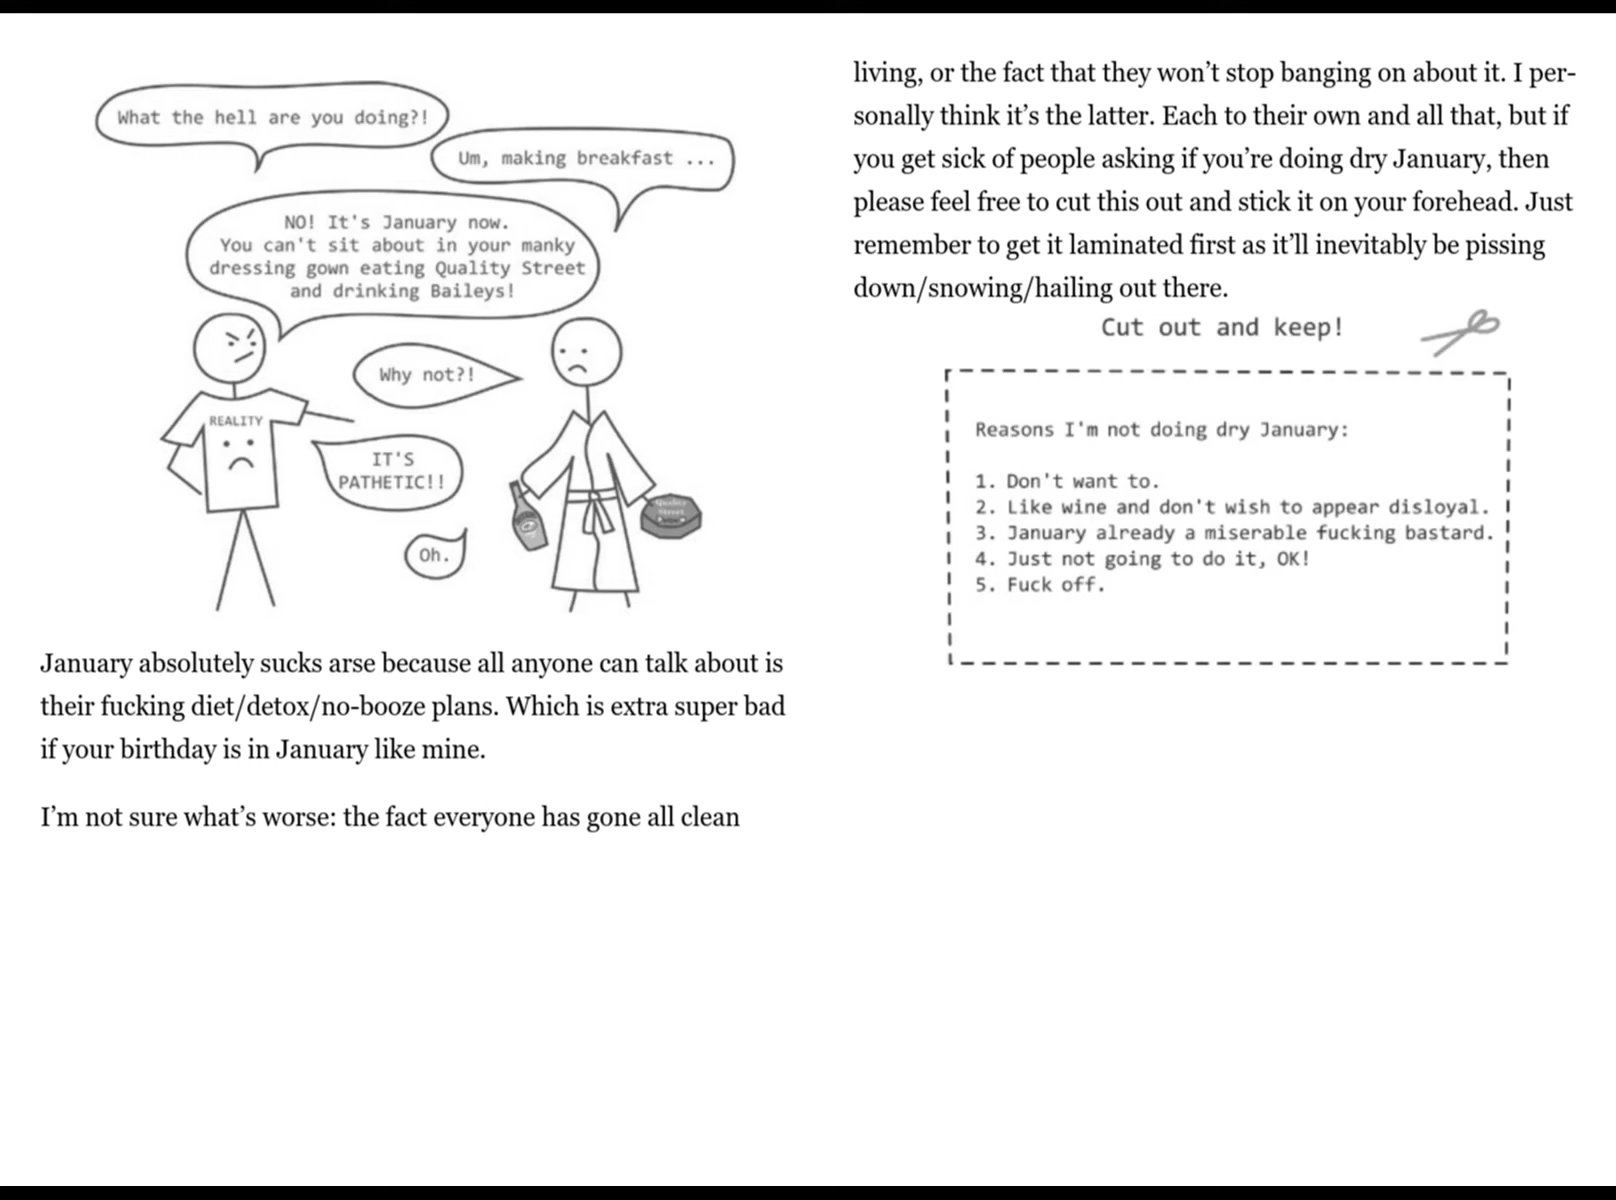 What the hell are you doing?!
Um, making breakfast ...
NO! It's January now.
You can't sit about in your manky
dressing gown eating Quality Street
and drinking Baileys!
Why not?!
REALITY
IT'S
PATHETIC!!
Oh.
Quality
Street
January absolutely sucks arse because all anyone can talk about is
their fucking diet/detox/no-booze plans. Which is extra super bad
if your birthday is in January like mine.
I’m not sure what’s worse: the fact everyone has gone all clean
living, or the fact that they won’t stop banging on about it. I per-
sonally think it’s the latter. Each to their own and all that, but if
you get sick of people asking if you’re doing dry January, then
please feel free to cut this out and stick it on your forehead. Just
remember to get it laminated first as it’ll inevitably be pissing
down/snowing/hailing out there.
Cut out and keep!
Reasons I'm not doing dry January:
1. Don't want to.
2. Like wine and don't wish to appear disloyal.
3. January already a miserable fucking bastard.
4. Just not going to do it, OK!
5. Fuck off.